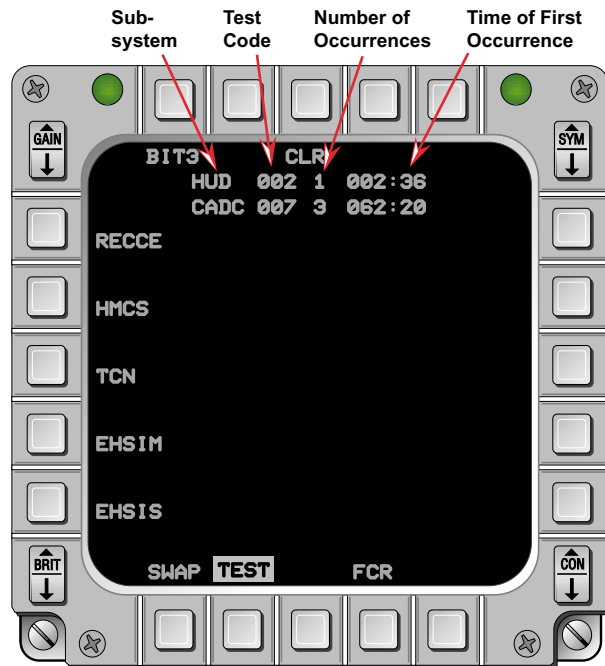 Sub-system
Test Code
Number of Occurrences
Time of First Occurrence
GAIN
SYM
BIT3 CLR
HUD 002 1 002:36
CADC 007 3 062:20
RECCE
HMCS
TCN
EHSIM
EHSIS
BRIT
CON
SWAP TEST FCR